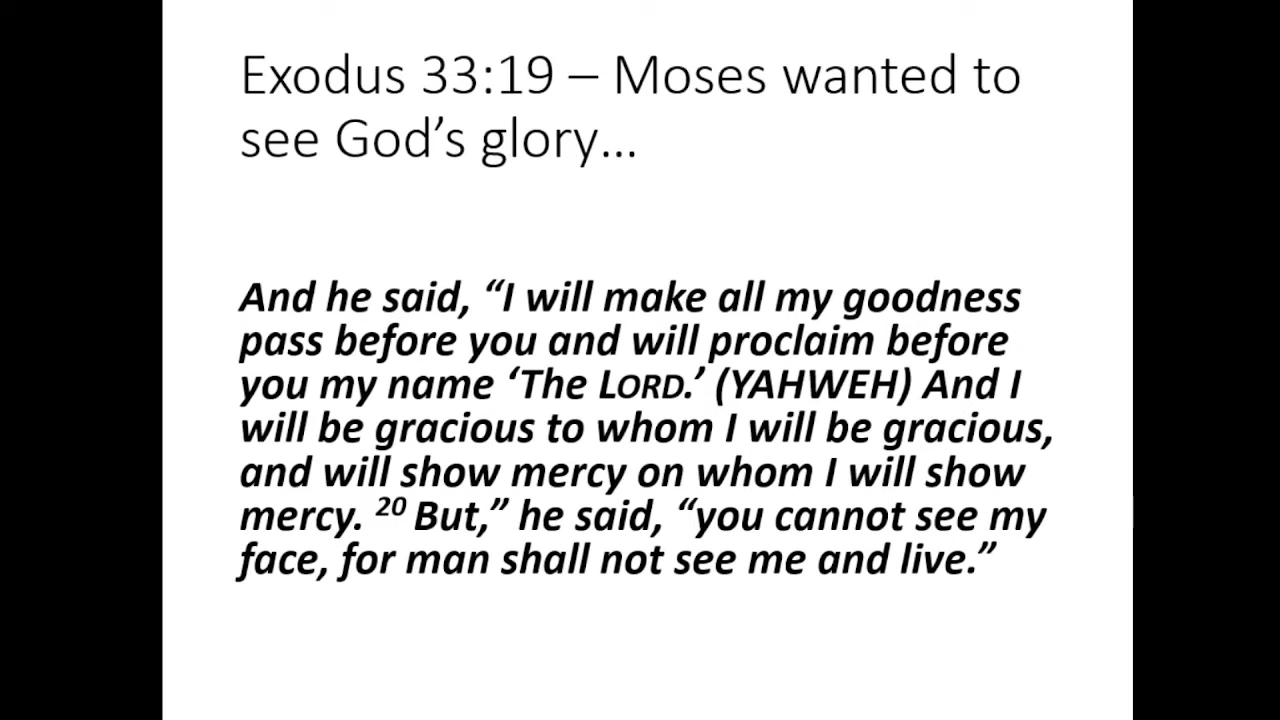 Exodus 33:19 – Moses wanted to
see God’s glory…
And he said, “I will make all my goodness
pass before you and will proclaim before
you my name ‘The LORD.’ (YAHWEH) And I
will be gracious to whom I will be gracious,
and will show mercy on whom I will show
mercy. 20 But,” he said, “you cannot see my
face, for man shall not see me and live.”